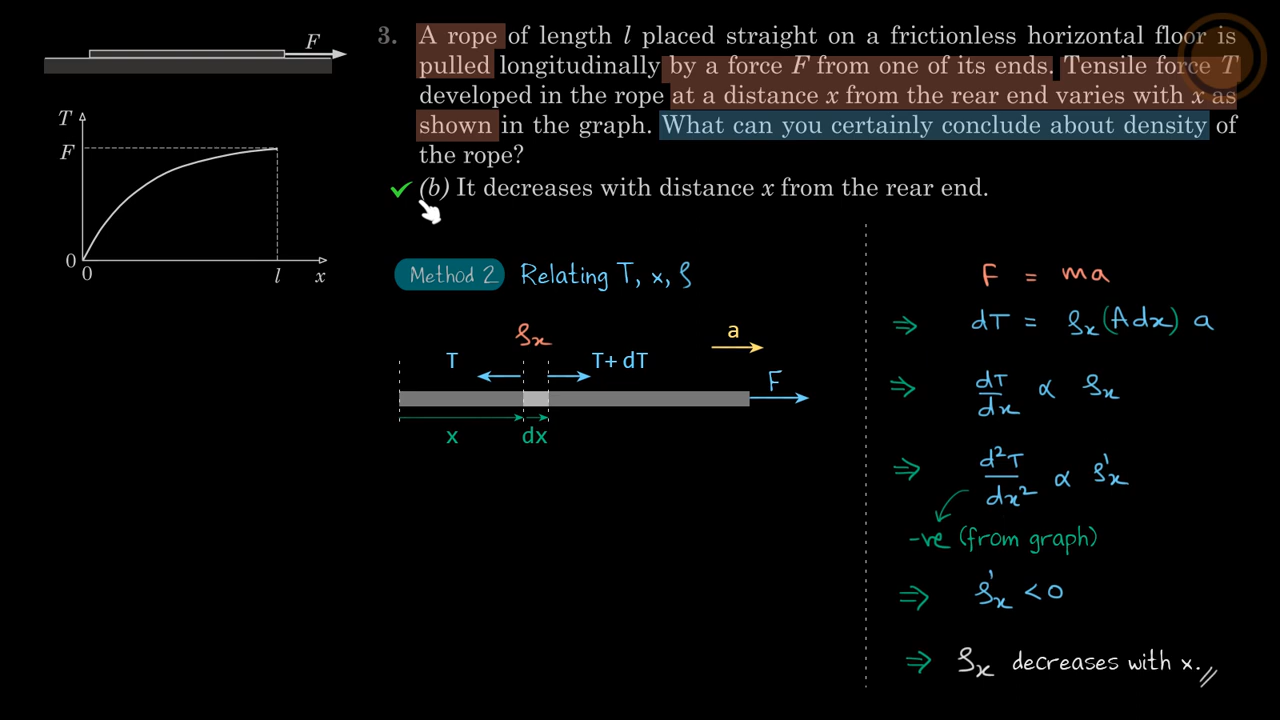 F
T
F
0
0
l
x
3. A rope of length l placed straight on a frictionless horizontal floor is
pulled longitudinally by a force F from one of its ends. Tensile force T
developed in the rope at a distance x from the rear end varies with x as
shown in the graph. What can you certainly conclude about density of
the rope?
(b) It decreases with distance x from the rear end.
Method 2 Relating T, x, ρ
ρₓ
a
T
T + dT
F
x
dx
F = ma
⇒ dT = ρₓ (A dx) a
⇒ dT/dx ∝ ρₓ
⇒ d²T/dx² ∝ ρ'ₓ
-ve (from graph)
⇒ ρ'ₓ < 0
⇒ ρₓ decreases with x.